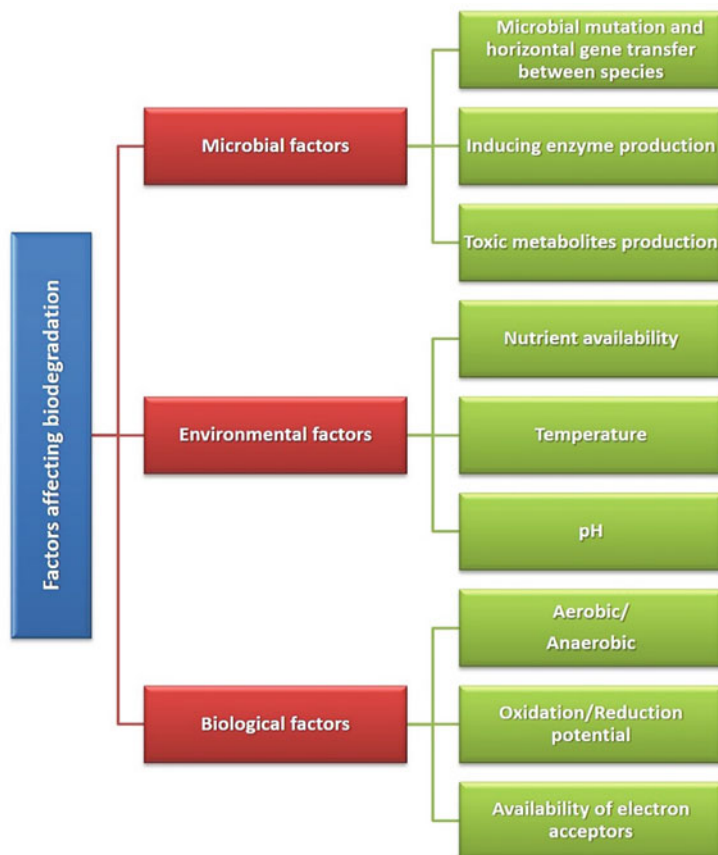 Factors affecting biodegradation
Microbial factors
Microbial mutation and
horizontal gene transfer
between species
Inducing enzyme production
Toxic metabolites production
Environmental factors
Nutrient availability
Temperature
pH
Biological factors
Aerobic/
Anaerobic
Oxidation/Reduction
potential
Availability of electron
acceptors